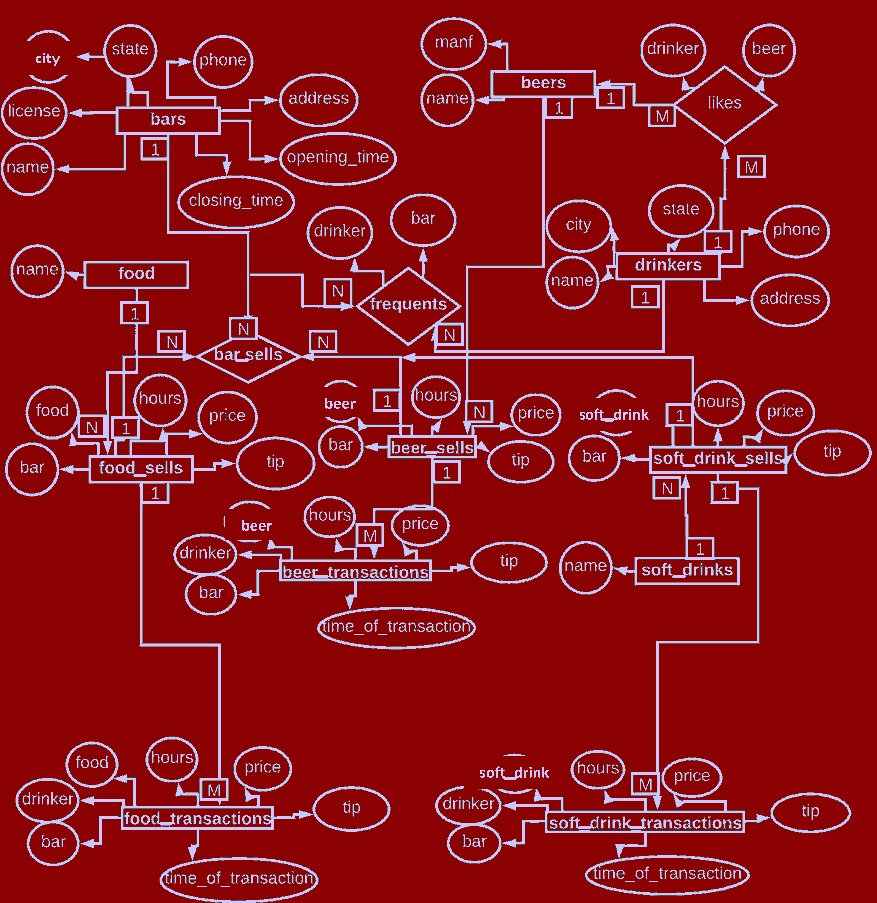 city
state
phone
license
bars
address
1
name
opening_time
closing_time
manf
beers
drinker
beer
name
1
1
M
likes
M
drinker
bar
city
state
1
phone
name
drinkers
1
address
name
food
1
N
frequents
N
N
N
bar_sells
N
food
hours
N
1
price
bar
food_sells
tip
1
beer
1
hours
N
price
bar
beer_sells
tip
1
soft_drink
1
hours
price
bar
soft_drink_sells
tip
N
1
beer
hours
M
price
drinker
beer_transactions
tip
bar
time_of_transaction
1
name
soft_drinks
food
hours
price
M
drinker
food_transactions
tip
bar
time_of_transaction
soft_drink
hours
M
price
drinker
soft_drink_transactions
tip
bar
time_of_transaction